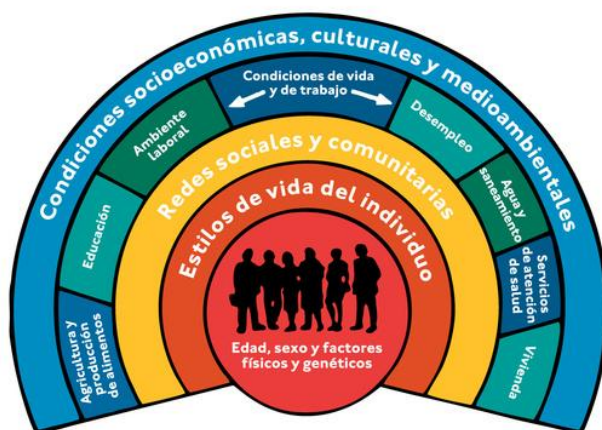 Condiciones socioeconómicas, culturales y medioambientales
Condiciones de vida
y de trabajo
Ambiente
laboral
Desempleo
Educación
Agua y
saneamiento
Agricultura y
producción
de alimentos
Servicios
de atención
de salud
Vivienda
Redes sociales y comunitarias
Estilos de vida del individuo
Edad, sexo y factores
físicos y genéticos